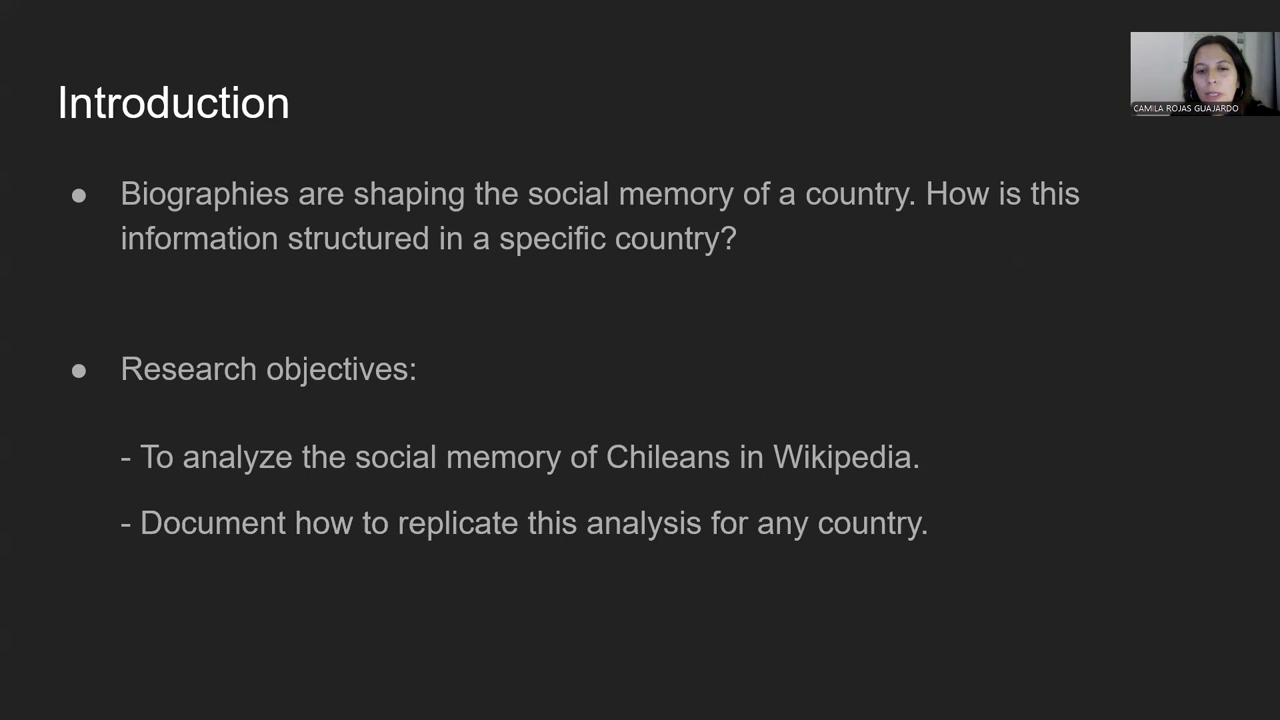 Introduction
CAMILA ROJAS GUAJARDO
● Biographies are shaping the social memory of a country. How is this
information structured in a specific country?
● Research objectives:
- To analyze the social memory of Chileans in Wikipedia.
- Document how to replicate this analysis for any country.